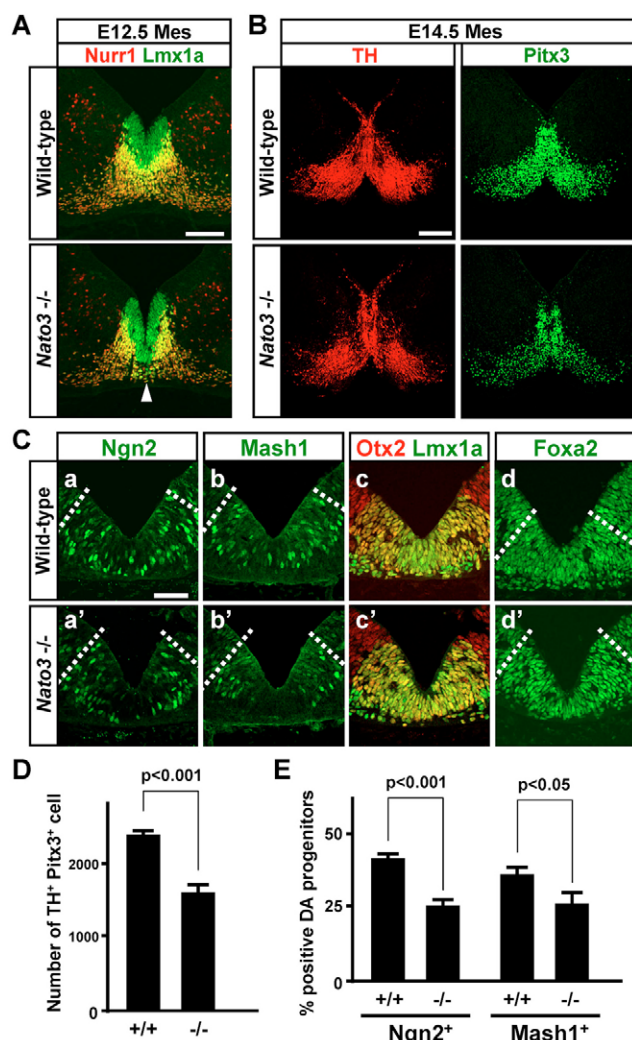 A
E12.5 Mes
Nurr1 Lmx1a
Wild-type
Nato3 -/-
B
E14.5 Mes
TH
Pitx3
Wild-type
Nato3 -/-
C
Ngn2
Mash1
Otx2 Lmx1a
Foxa2
Wild-type
a
b
c
d
Nato3 -/-
a'
b'
c'
d'
D
p<0.001
Number of TH+ Pitx3+ cell
2000
1000
0
+/+
-/-
E
p<0.001
p<0.05
% positive DA progenitors
50
25
0
+/+
-/-
+/+
-/-
Ngn2+
Mash1+